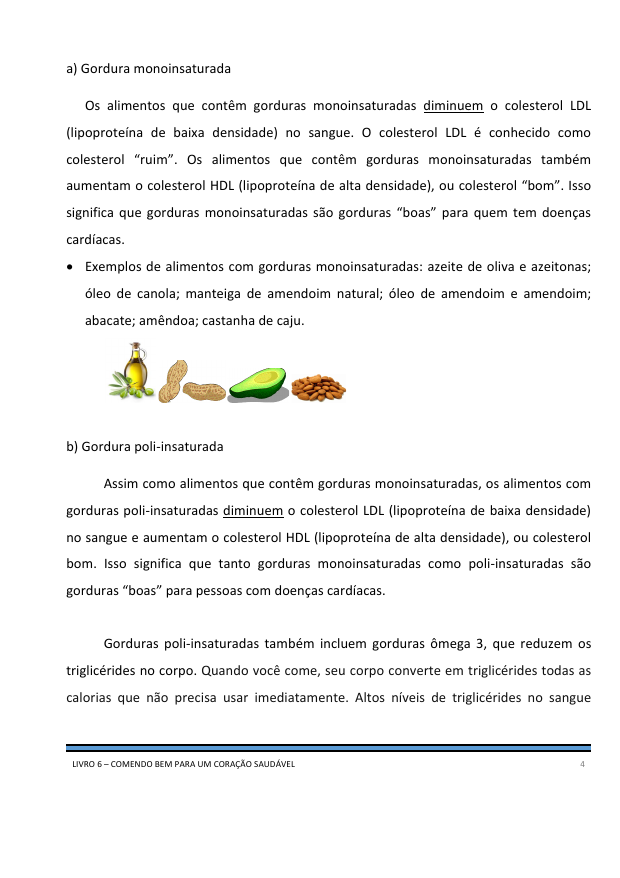 a) Gordura monoinsaturada
Os alimentos que contêm gorduras monoinsaturadas diminuem o colesterol LDL
(lipoproteína de baixa densidade) no sangue. O colesterol LDL é conhecido como
colesterol “ruim”. Os alimentos que contêm gorduras monoinsaturadas também
aumentam o colesterol HDL (lipoproteína de alta densidade), ou colesterol “bom”. Isso
significa que gorduras monoinsaturadas são gorduras “boas” para quem tem doenças
cardíacas.
• Exemplos de alimentos com gorduras monoinsaturadas: azeite de oliva e azeitonas;
óleo de canola; manteiga de amendoim natural; óleo de amendoim e amendoim;
abacate; amêndoa; castanha de caju.
b) Gordura poli-insaturada
Assim como alimentos que contêm gorduras monoinsaturadas, os alimentos com
gorduras poli-insaturadas diminuem o colesterol LDL (lipoproteína de baixa densidade)
no sangue e aumentam o colesterol HDL (lipoproteína de alta densidade), ou colesterol
bom. Isso significa que tanto gorduras monoinsaturadas como poli-insaturadas são
gorduras “boas” para pessoas com doenças cardíacas.
Gorduras poli-insaturadas também incluem gorduras ômega 3, que reduzem os
triglicérides no corpo. Quando você come, seu corpo converte em triglicérides todas as
calorias que não precisa usar imediatamente. Altos níveis de triglicérides no sangue
LIVRO 6 – COMENDO BEM PARA UM CORAÇÃO SAUDÁVEL 4